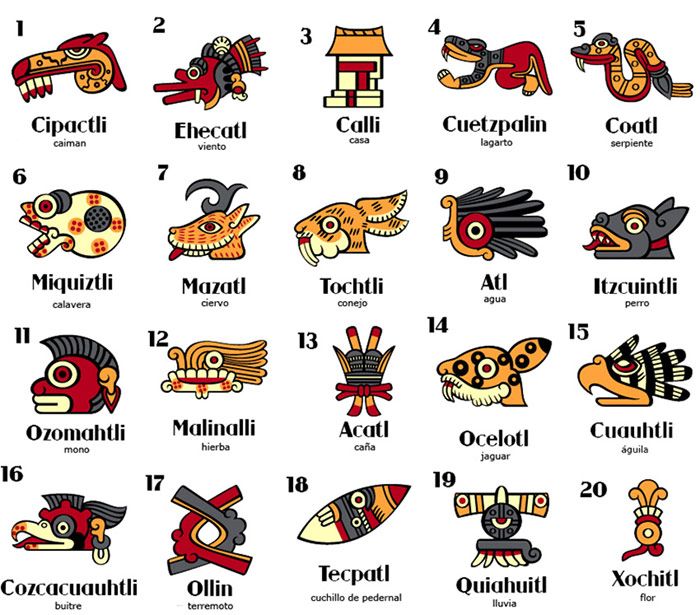 1
Cipactli
caiman
2
Ehecatl
viento
3
Calli
casa
4
Cuetzpalin
lagarto
5
Coatl
serpiente
6
Miquiztli
calavera
7
Mazatl
ciervo
8
Tochtli
conejo
9
Atl
agua
10
Itzcuintli
perro
11
Ozomahtli
mono
12
Malinalli
hierba
13
Acatl
caña
14
Ocelotl
jaguar
15
Cuauhtli
águila
16
Cozcacuauhtli
buitre
17
Ollin
terremoto
18
Tecpatl
cuchillo de pedernal
19
Quiahuitl
lluvia
20
Xochitl
flor